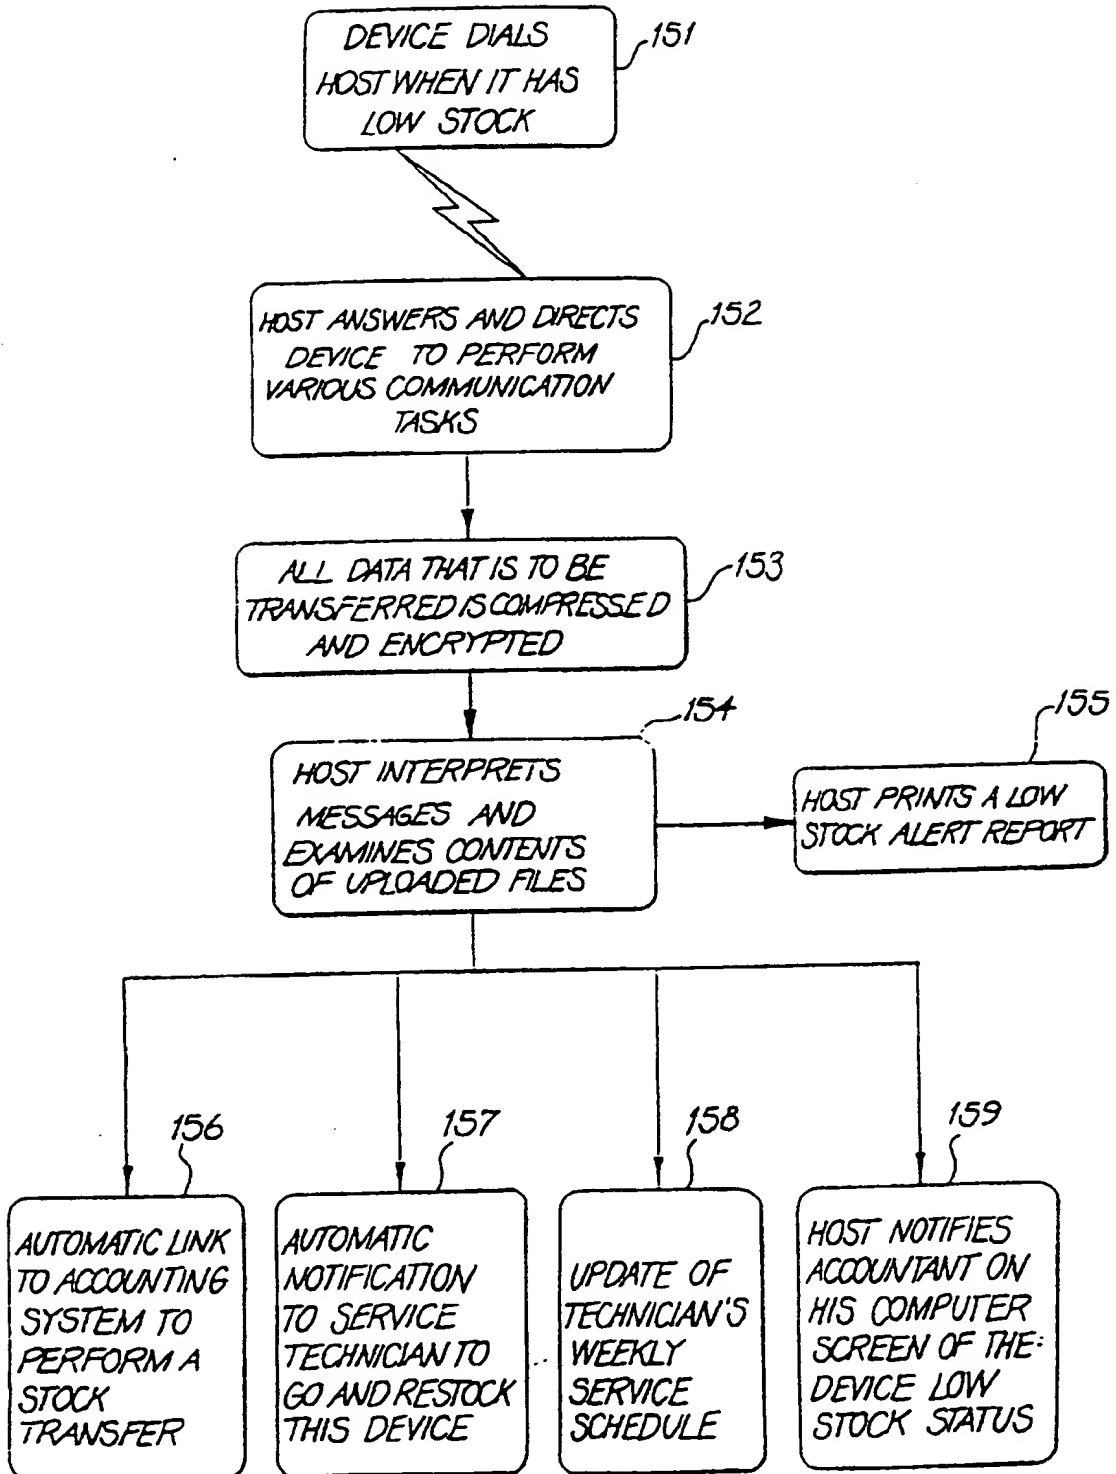 DEVICE DIALS
HOST WHEN IT HAS
LOW STOCK
151
HOST ANSWERS AND DIRECTS
DEVICE TO PERFORM
VARIOUS COMMUNICATION
TASKS
152
ALL DATA THAT IS TO BE
TRANSFERRED IS COMPRESSED
AND ENCRYPTED
153
HOST INTERPRETS
MESSAGES AND
EXAMINES CONTENTS
OF UPLOADED FILES
154
HOST PRINTS A LOW
STOCK ALERT REPORT
155
AUTOMATIC LINK
TO ACCOUNTING
SYSTEM TO
PERFORM A
STOCK
TRANSFER
156
AUTOMATIC
NOTIFICATION
TO SERVICE
TECHNICIAN TO
GO AND RESTOCK
THIS DEVICE
157
UPDATE OF
TECHNICIAN'S
WEEKLY
SERVICE
SCHEDULE
158
HOST NOTIFIES
ACCOUNTANT ON
HIS COMPUTER
SCREEN OF THE
DEVICE LOW
STOCK STATUS
159